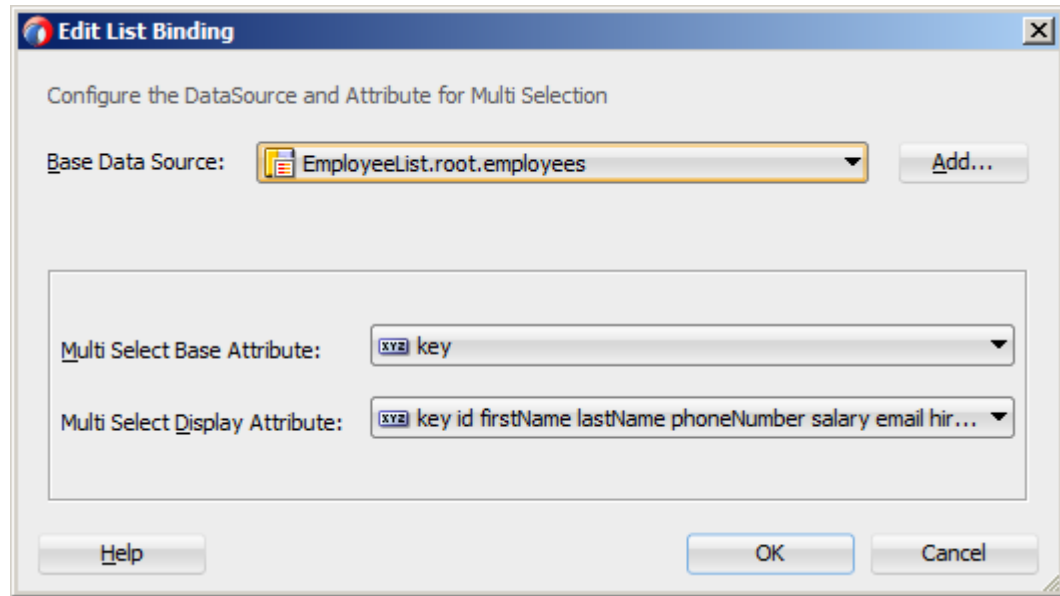 Edit List Binding
Configure the DataSource and Attribute for Multi Selection
Base Data Source: EmployeeList.root.employees Add...
Multi Select Base Attribute: xyz key
Multi Select Display Attribute: xyz key id firstName lastName phoneNumber salary email hir...
Help OK Cancel